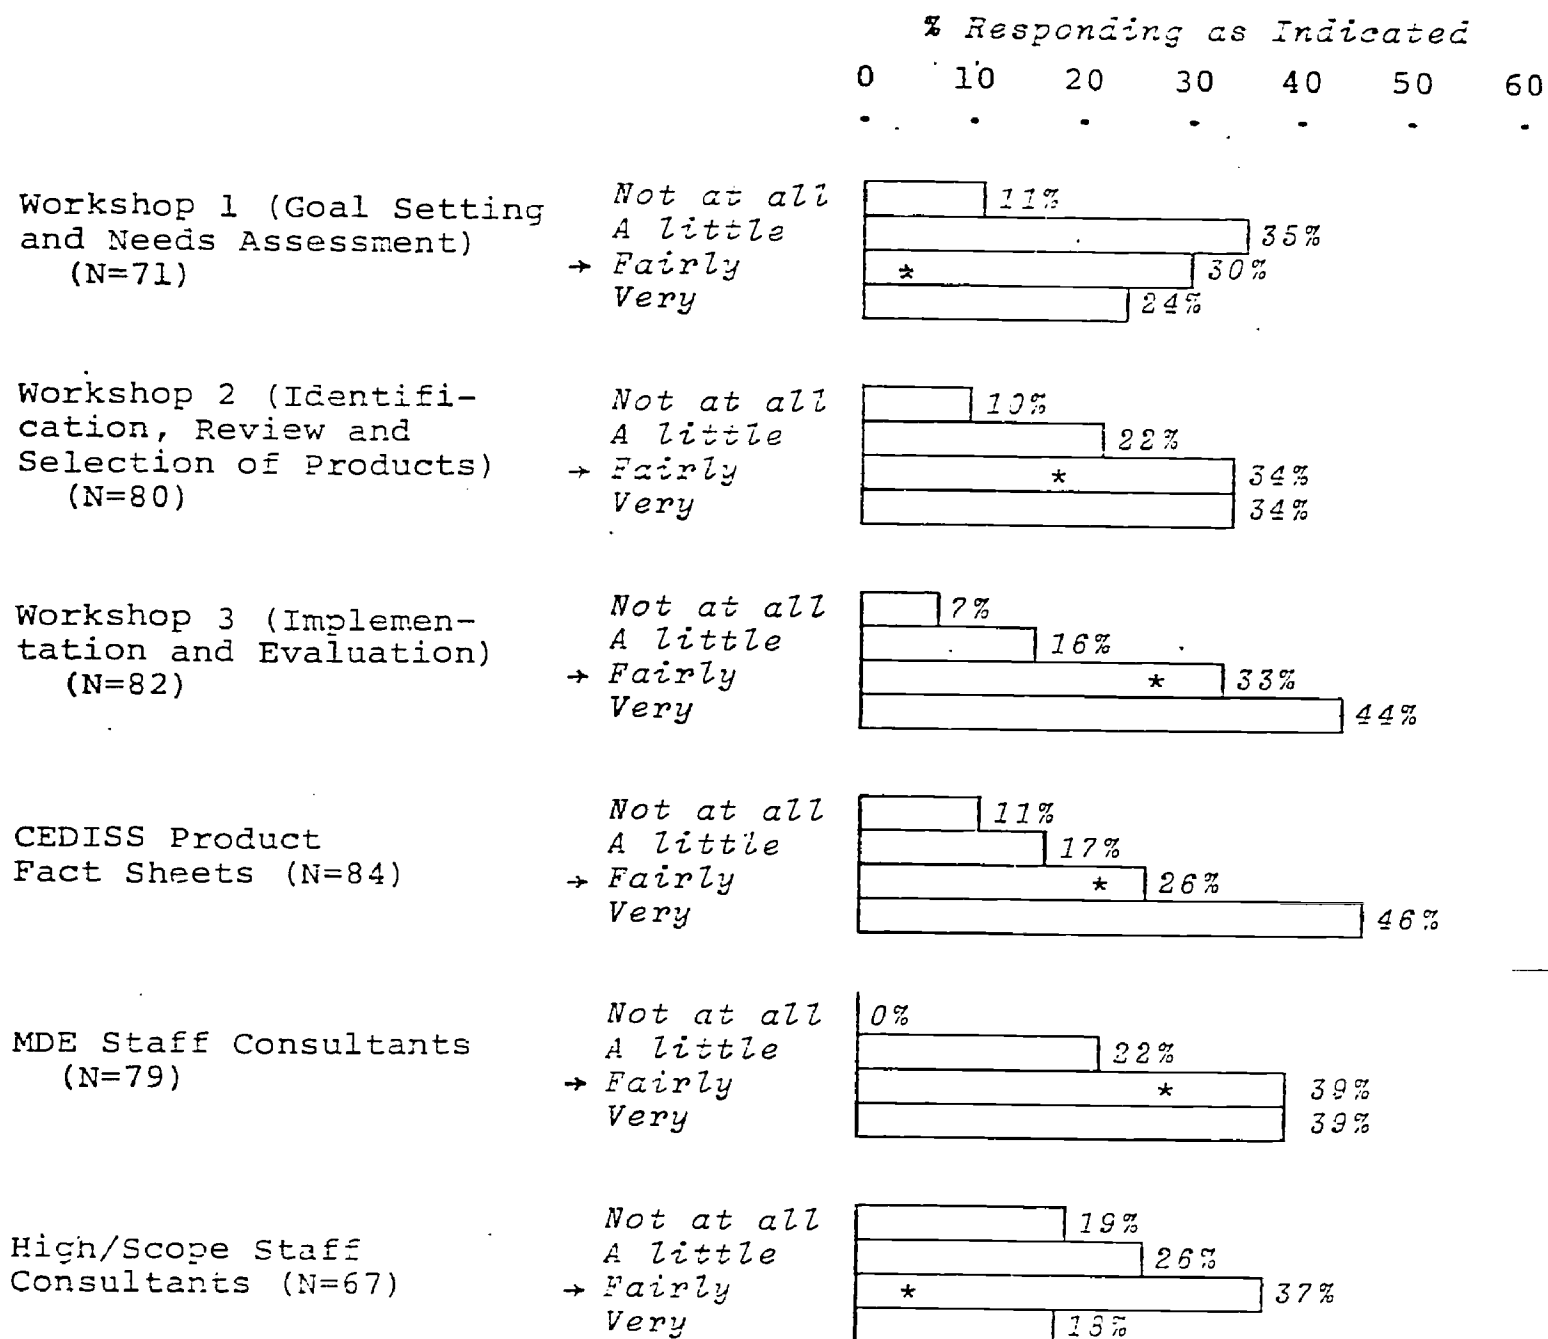 % Responding as Indicated
0 10 20 30 40 50 60
Workshop 1 (Goal Setting
and Needs Assessment)
(N=71)
Not at all 11%
A little 35%
→ Fairly * 30%
Very 24%
Workshop 2 (Identifi-
cation, Review and
Selection of Products)
(N=80)
Not at all 10%
A little 22%
→ Fairly * 34%
Very 34%
Workshop 3 (Implemen-
tation and Evaluation)
(N=82)
Not at all 7%
A little 16%
→ Fairly * 33%
Very 44%
CEDISS Product
Fact Sheets (N=84)
Not at all 11%
A little 17%
→ Fairly * 26%
Very 46%
MDE Staff Consultants
(N=79)
Not at all 0%
A little 22%
→ Fairly * 39%
Very 39%
High/Scope Staff
Consultants (N=67)
Not at all 19%
A little 26%
→ Fairly * 37%
Very 18%